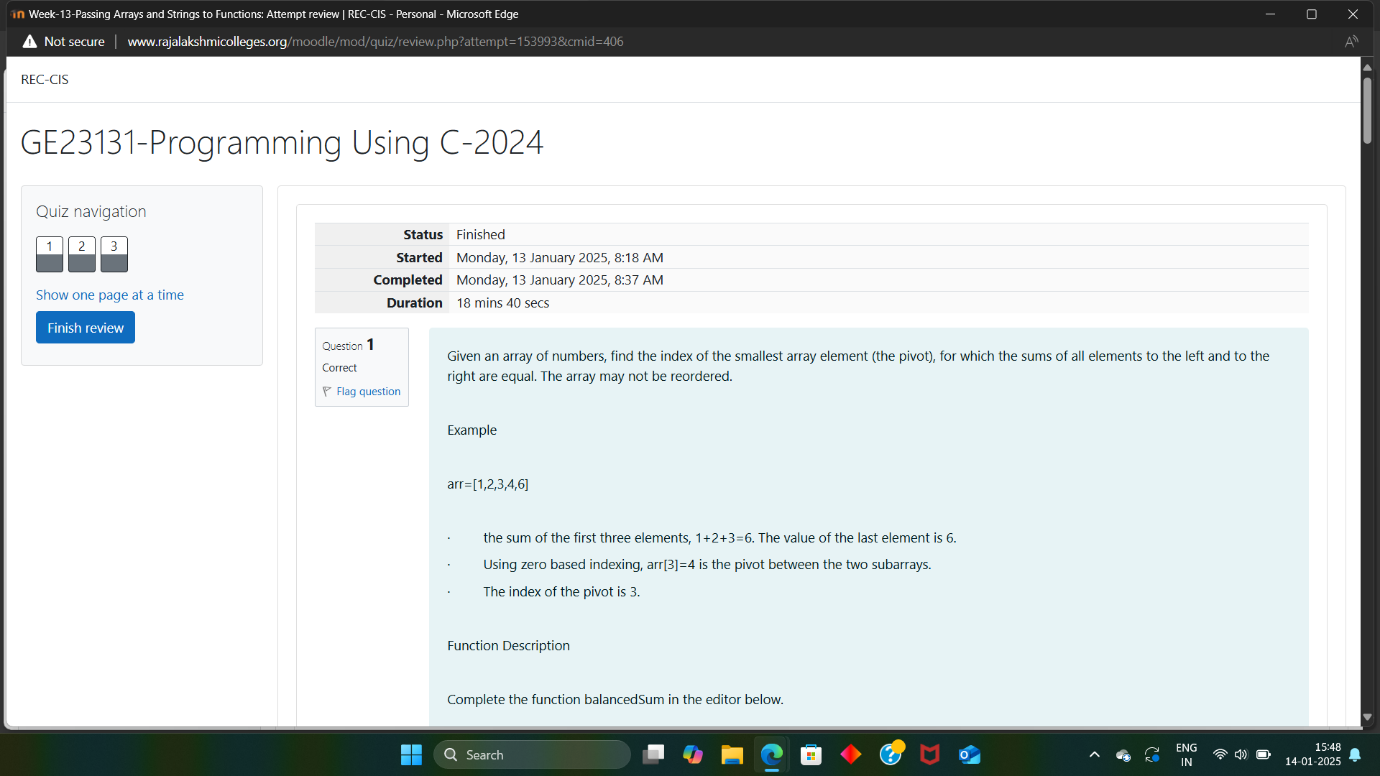 Week-13-Passing Arrays and Strings to Functions: Attempt review | REC-CIS - Personal - Microsoft Edge
Not secure | www.rajalakshmicolleges.org/moodle/mod/quiz/review.php?attempt=153993&cmid=406
REC-CIS
GE23131-Programming Using C-2024
Quiz navigation
1 2 3
Show one page at a time
Finish review
Status Finished
Started Monday, 13 January 2025, 8:18 AM
Completed Monday, 13 January 2025, 8:37 AM
Duration 18 mins 40 secs
Question 1
Correct
Flag question
Given an array of numbers, find the index of the smallest array element (the pivot), for which the sums of all elements to the left and to the
right are equal. The array may not be reordered.
Example
arr=[1,2,3,4,6]
· the sum of the first three elements, 1+2+3=6. The value of the last element is 6.
· Using zero based indexing, arr[3]=4 is the pivot between the two subarrays.
· The index of the pivot is 3.
Function Description
Complete the function balancedSum in the editor below.
Search
ENG
IN
15:48
14-01-2025